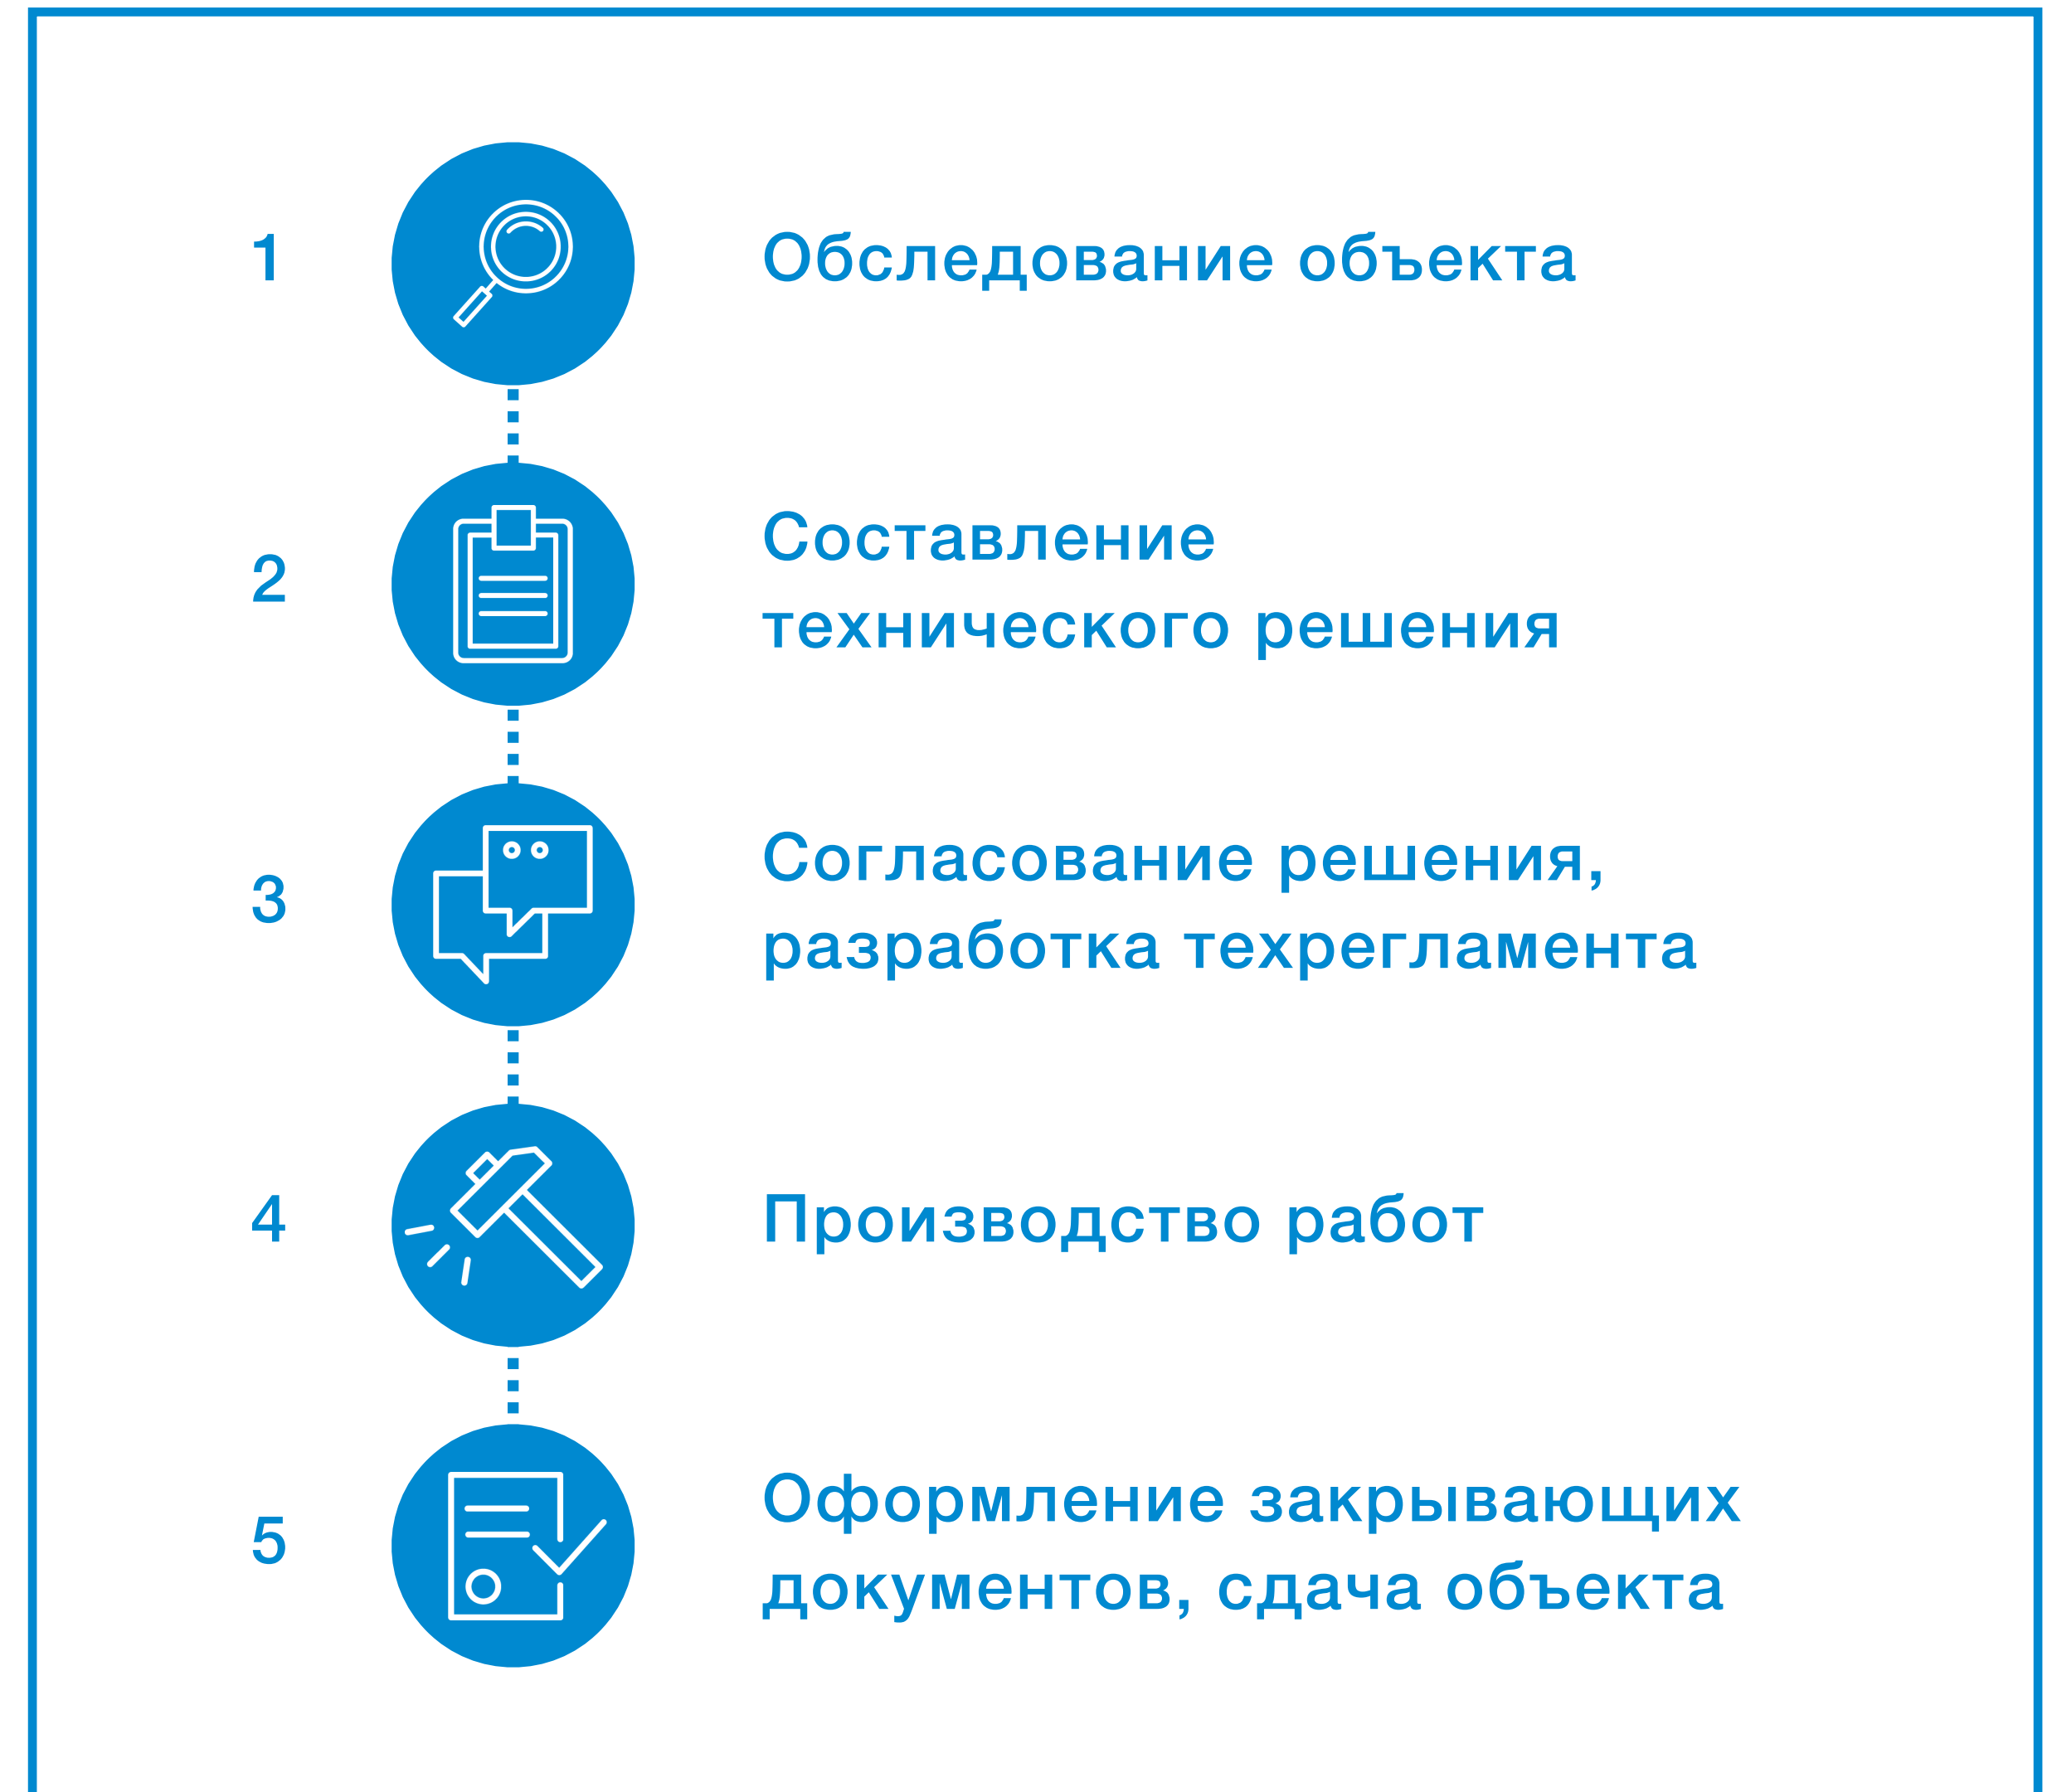 1
Обследование объекта
2
Составление
технического решения
3
Согласование решения,
разработка техрегламента
4
Производство работ
5
Оформление закрывающих
документов, сдача объекта